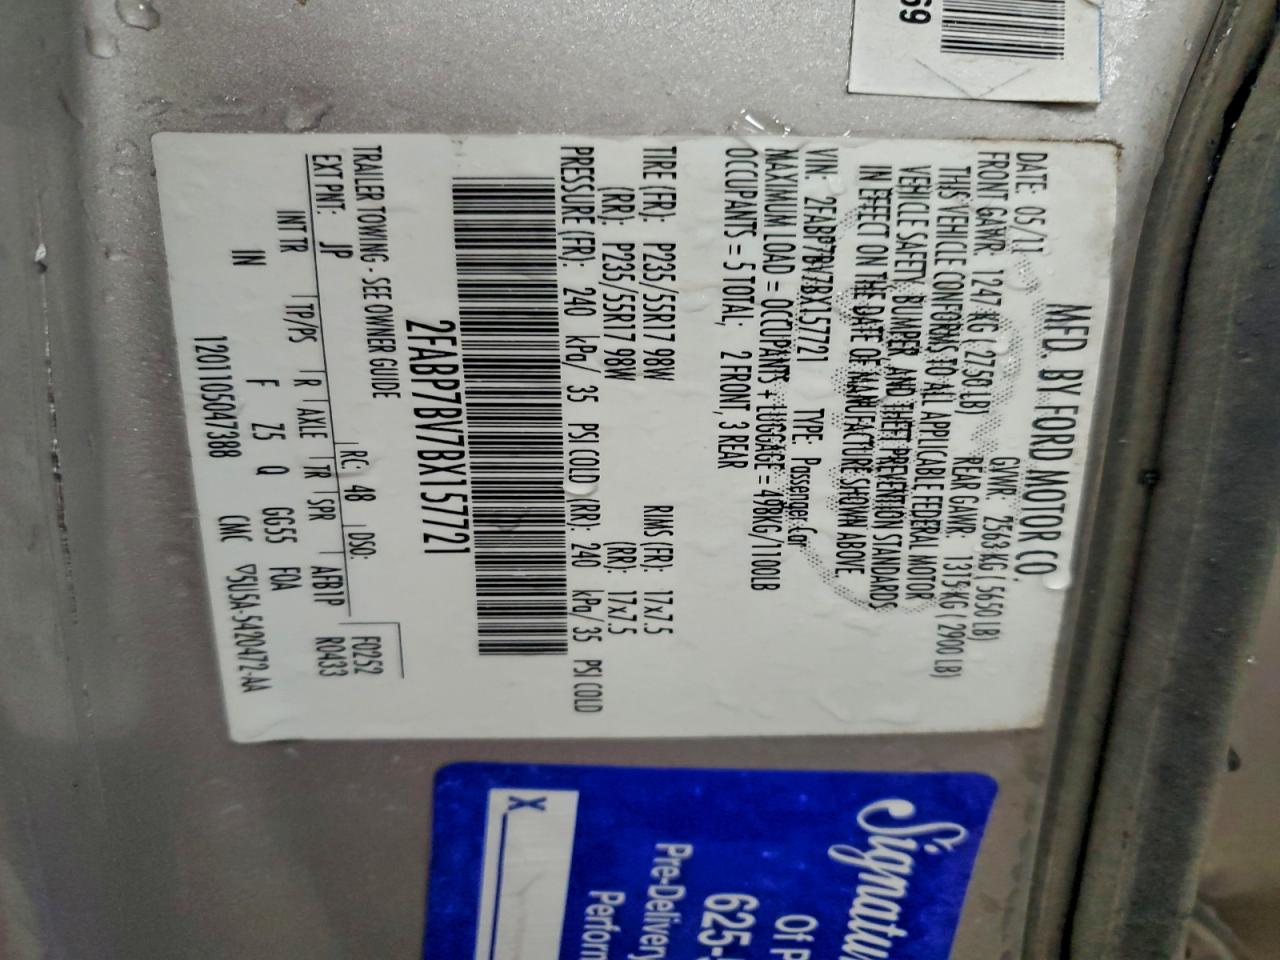 69
MFD. BY FORD MOTOR CO.
DATE: 05/11 GVWR: 2563 KG ( 5650 LB)
FRONT GAWR: 1247 KG ( 2750 LB) REAR GAWR: 1315 KG ( 2900 LB)
THIS VEHICLE CONFORMS TO ALL APPLICABLE FEDERAL MOTOR
VEHICLE SAFETY, BUMPER, AND THEFT PREVENTION STANDARDS
IN EFFECT ON THE DATE OF MANUFACTURE SHOWN ABOVE.
VIN: 2FABP7BV7BX157721 TYPE: Passenger Car
MAXIMUM LOAD = OCCUPANTS + LUGGAGE = 498KG/1100LB
OCCUPANTS = 5 TOTAL, 2 FRONT, 3 REAR
TIRE (FR): P235/55R17 98W RIMS (FR): 17x7.5
(RR): P235/55R17 98W (RR): 17x7.5
PRESSURE (FR): 240 kPa/ 35 PSI COLD (RR): 240 kPa/ 35 PSI COLD
2FABP7BV7BX157721
TRAILER TOWING - SEE OWNER GUIDE
F0252
EXT PNT: JP RC: 48 DSO: R0433
INT TR TP/PS R AXLE TR SPR AFB1P
IN F Z5 Q GG55 FOA
1201105047388 CMC ▽5U5A-5420472-AA
Signatu
Of P
625-
Pre-Delivery
Perform
X